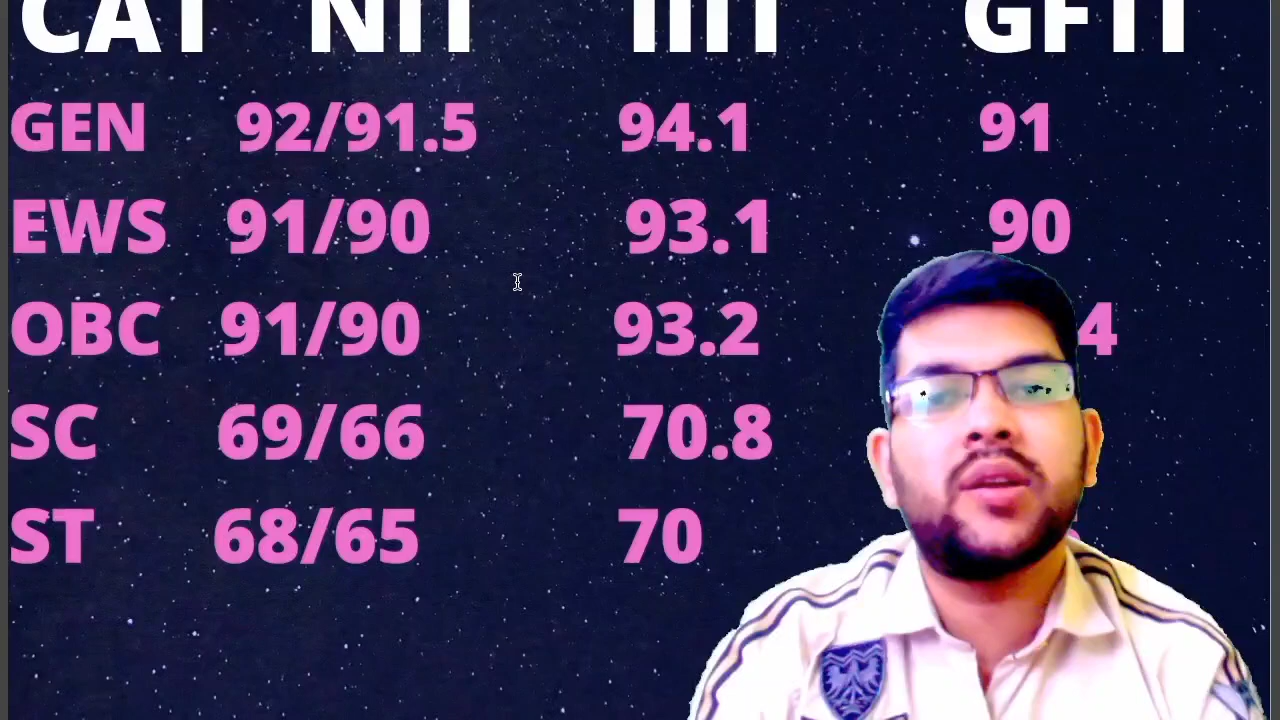 CAT NIT IIIT GFTI
GEN 92/91.5 94.1 91
EWS 91/90 93.1 90
OBC 91/90 93.2 4
SC 69/66 70.8
ST 68/65 70